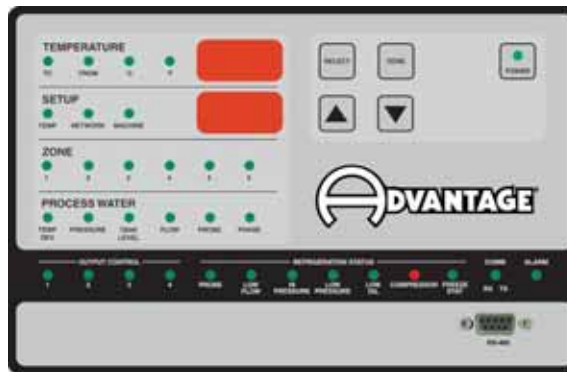 TEMPERATURE
TO FROM °C °F
SELECT ZONE
POWER
SETUP
TEMP NETWORK MACHINE
ZONE
1 2 3 4 5 6
ADVANTAGE
PROCESS WATER
TEMP DEV. PRESSURE TANK LEVEL FLOW PROBE PHASE
OUTPUT CONTROL REFRIGERATION STATUS COMM ALARM
1 2 3 4 PROBE LOW FLOW HI PRESSURE LOW PRESSURE LOW OIL COMPRESSOR FREEZE STAT RX TX
RS-485